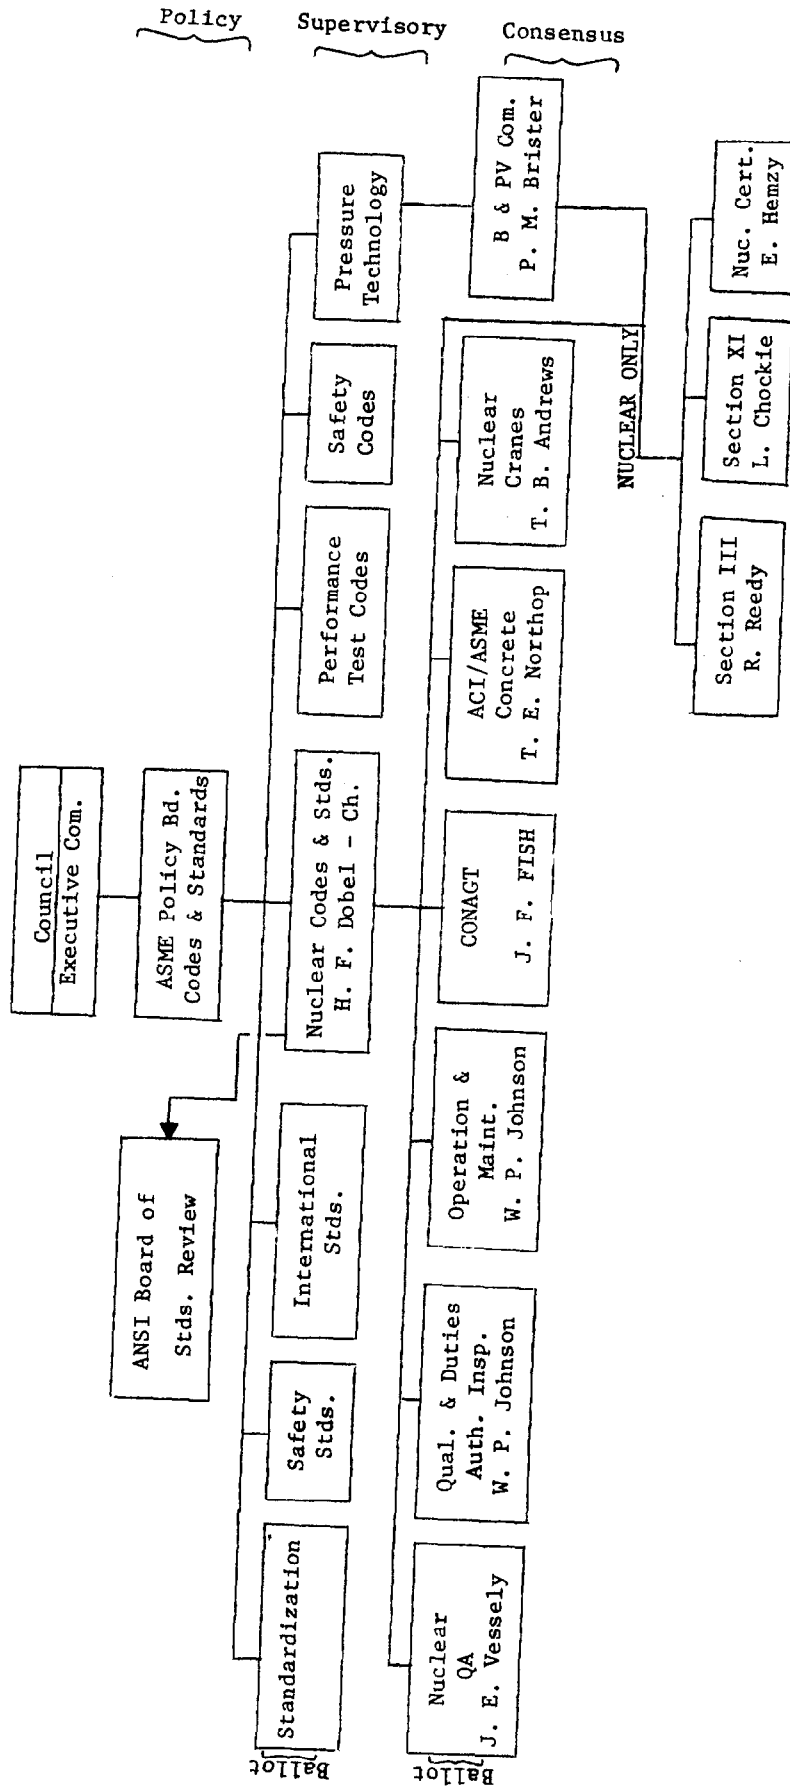 Policy
Supervisory
Consensus
Council
Executive Com.
ASME Policy Bd.
Codes & Standards
ANSI Board of
Stds. Review
Standardization
Safety
Stds.
International
Stds.
Nuclear Codes & Stds.
H. F. Dobel - Ch.
Performance
Test Codes
Safety
Codes
Pressure
Technology
Ballot
Nuclear
QA
J. E. Vessely
Qual. & Duties
Auth. Insp.
W. P. Johnson
Operation &
Maint.
W. P. Johnson
CONAGT
J. F. FISH
ACI/ASME
Concrete
T. E. Northop
Nuclear
Cranes
T. B. Andrews
B & PV Com.
P. M. Brister
Ballot
NUCLEAR ONLY
Section III
R. Reedy
Section XI
L. Chockie
Nuc. Cert.
E. Hemzy